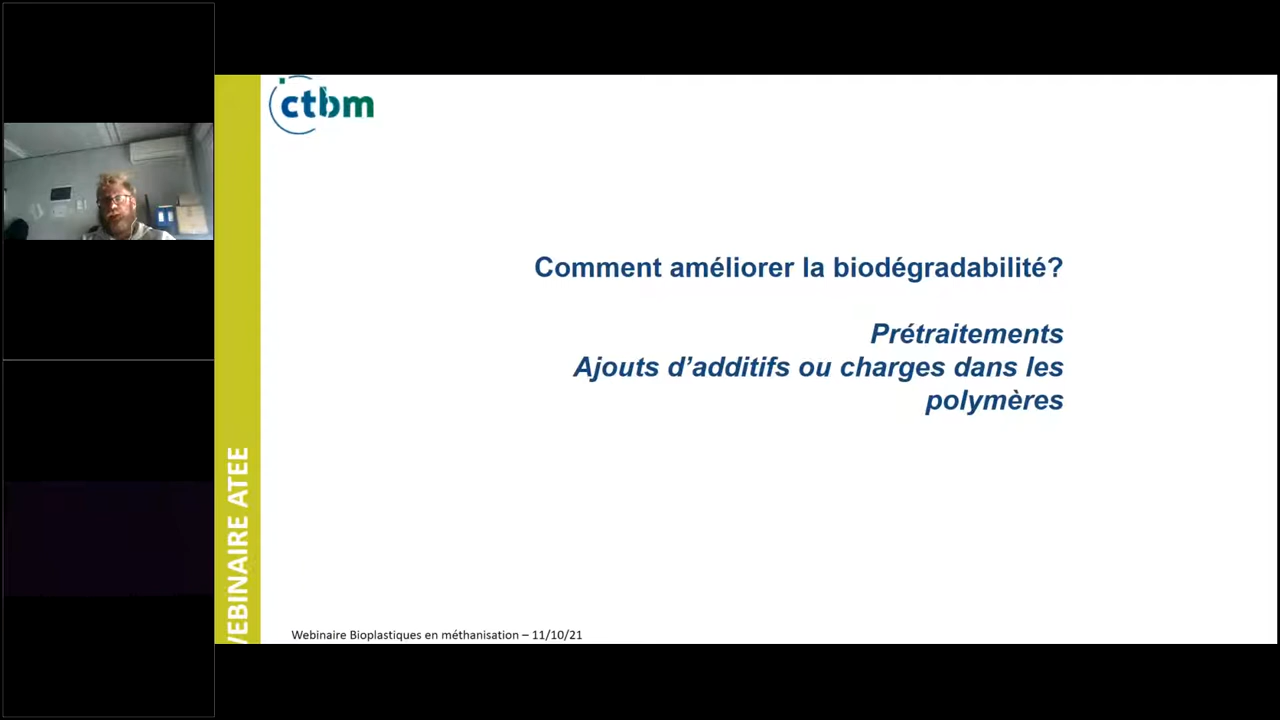 ctbm
Comment améliorer la biodégradabilité?
Prétraitements
Ajouts d’additifs ou charges dans les
polymères
WEBINAIRE ATEE
Webinaire Bioplastiques en méthanisation – 11/10/21